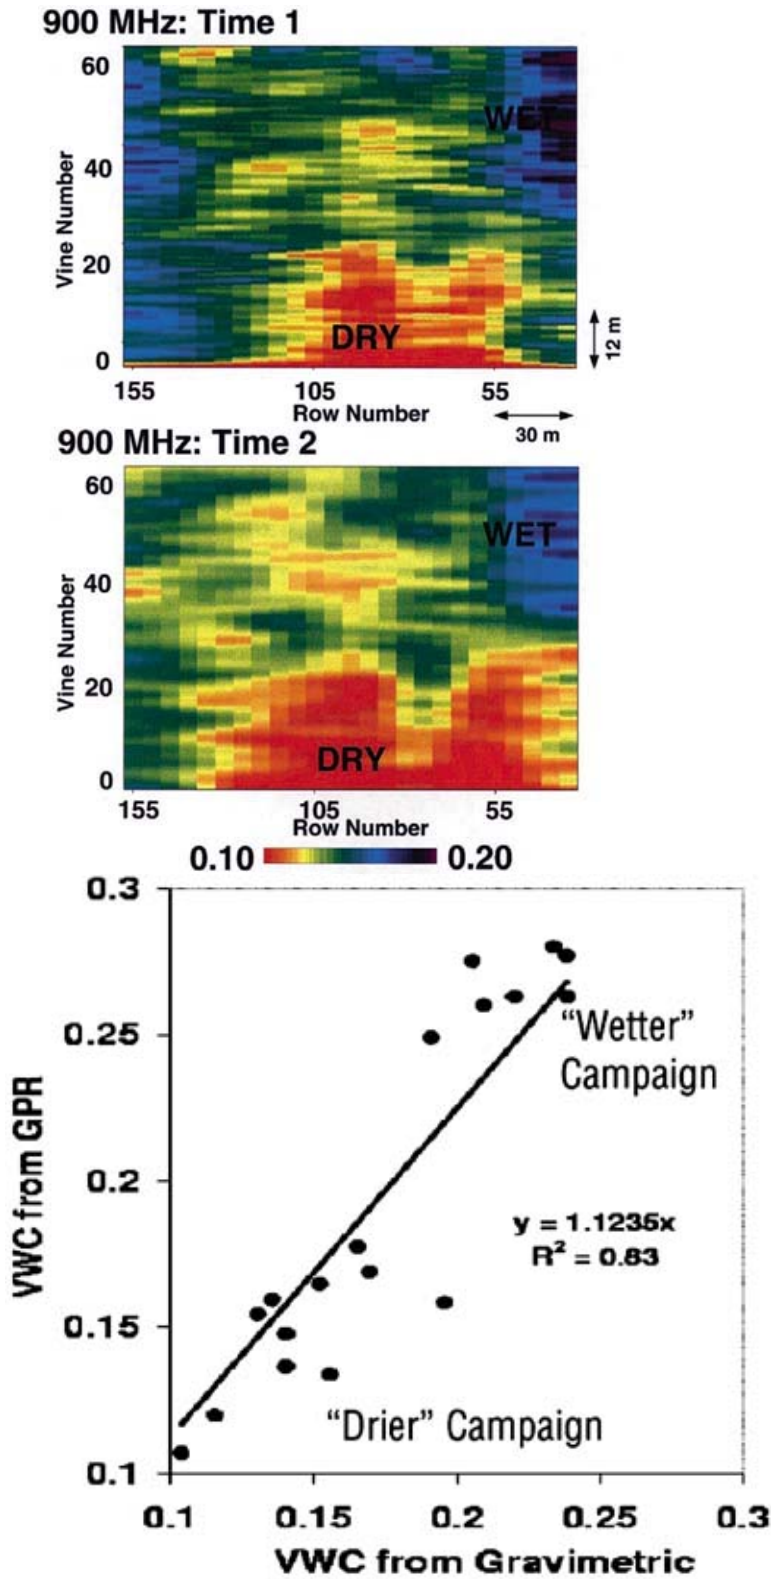 900 MHz: Time 1
60
40
20
0
Vine Number
WET
DRY
12 m
155 105 55
Row Number
30 m
900 MHz: Time 2
60
40
20
0
Vine Number
WET
DRY
155 105 55
Row Number
0.10 0.20
0.3
0.25
0.2
0.15
0.1
VWC from GPR
“Wetter”
Campaign
y = 1.1235x
R² = 0.83
“Drier” Campaign
0.1 0.15 0.2 0.25 0.3
VWC from Gravimetric